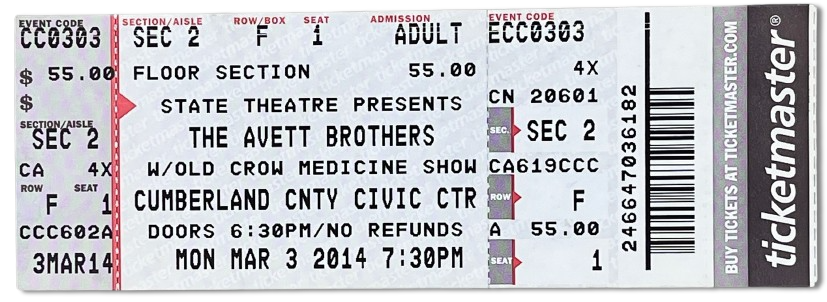 EVENT CODE
CC0303
$ 55.00
$
SECTION/AISLE
SEC 2
CA 4X
ROW SEAT
F 1
CCC602A
3MAR14
SECTION/AISLE ROW/BOX SEAT ADMISSION
SEC 2 F 1 ADULT
FLOOR SECTION 55.00
STATE THEATRE PRESENTS
THE AVETT BROTHERS
W/OLD CROW MEDICINE SHOW
CUMBERLAND CNTY CIVIC CTR
DOORS 6:30PM/NO REFUNDS
MON MAR 3 2014 7:30PM
EVENT CODE
ECC0303
4X
CN 20601
SEC. SEC 2
CA619CCC
ROW F
A 55.00
SEAT 1
246647036182
BUY TICKETS AT TICKETMASTER.COM
ticketmaster®